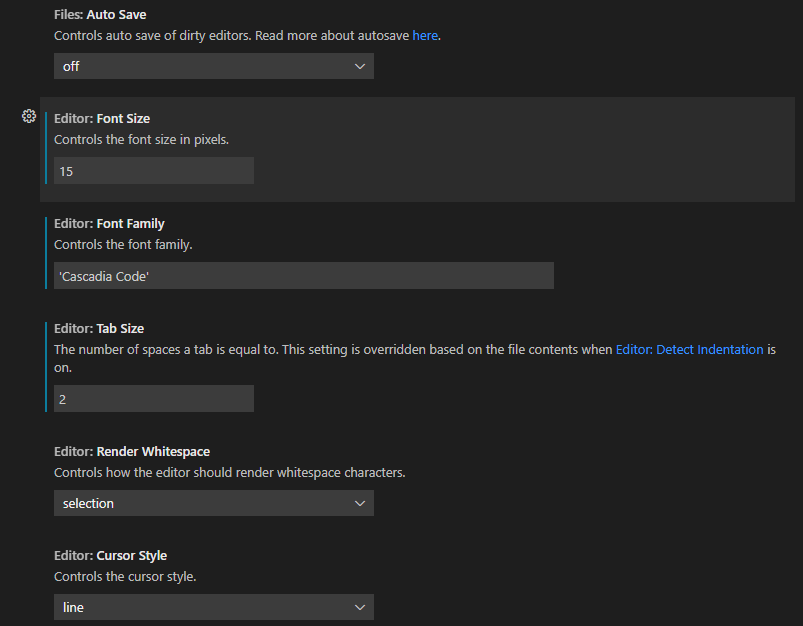 Files: Auto Save
Controls auto save of dirty editors. Read more about autosave here.
off
Editor: Font Size
Controls the font size in pixels.
15
Editor: Font Family
Controls the font family.
'Cascadia Code'
Editor: Tab Size
The number of spaces a tab is equal to. This setting is overridden based on the file contents when Editor: Detect Indentation is
on.
2
Editor: Render Whitespace
Controls how the editor should render whitespace characters.
selection
Editor: Cursor Style
Controls the cursor style.
line